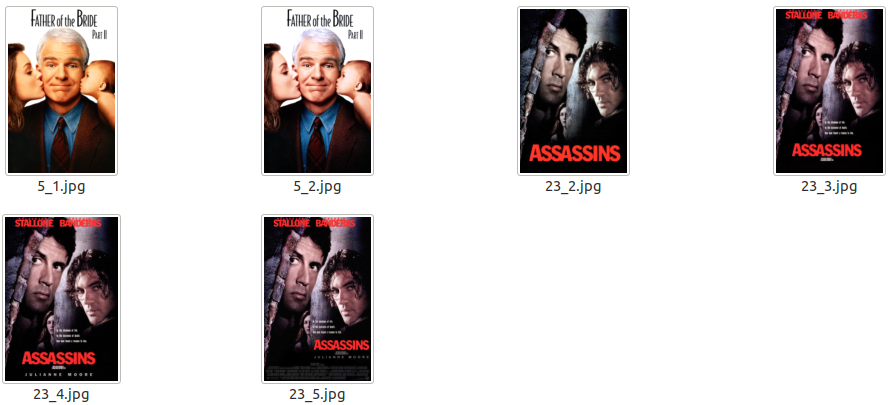 FATHER of the BRIDE
PART II
5_1.jpg
FATHER of the BRIDE
PART II
5_2.jpg
ASSASSINS
23_2.jpg
STALLONE BANDERAS
ASSASSINS
23_3.jpg
STALLONE BANDERAS
ASSASSINS
JULIANNE MOORE
23_4.jpg
STALLONE BANDERAS
ASSASSINS
JULIANNE MOORE
23_5.jpg